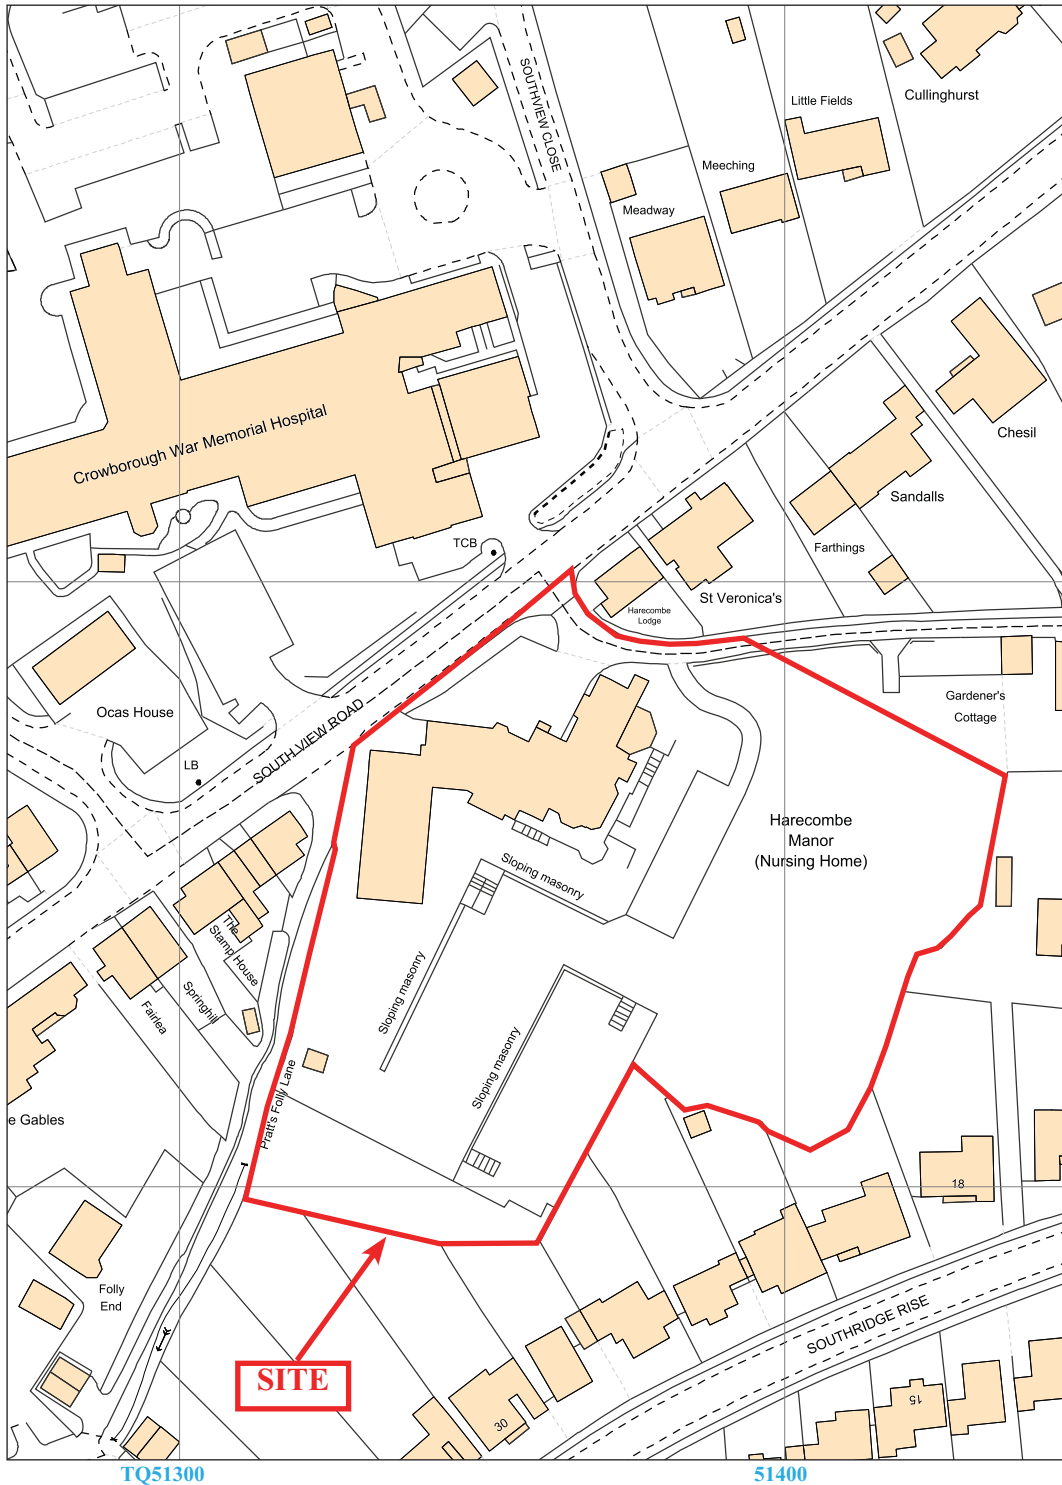 SOUTHVIEW CLOSE
Cullinghurst
Little Fields
Meeching
Meadway
Crowborough War Memorial Hospital
Chesil
Sandalls
Farthings
TCB
St Veronica's
Harecombe
Lodge
Gardener's
Cottage
Ocas House
SOUTH VIEW ROAD
LB
Harecombe
Manor
(Nursing Home)
Sloping masonry
The
Stamp House
Springhill
Fairlea
Sloping masonry
Sloping masonry
Pratt's Folly Lane
e Gables
18
Folly
End
SOUTHRIDGE RISE
SITE
30
15
TQ51300
51400